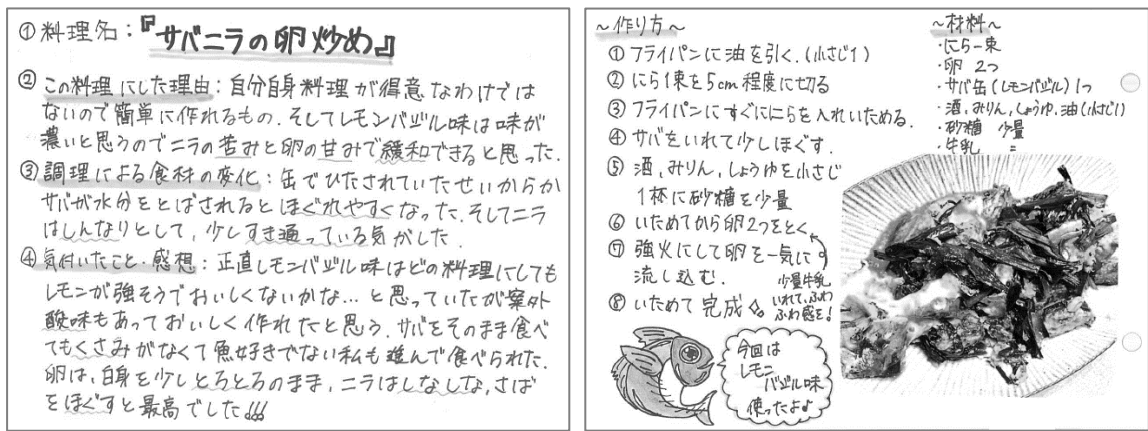 ①料理名：『サバニラの卵炒め』
②この料理にした理由：自分自身料理が得意なわけでは
ないので簡単に作れるもの．そしてレモンバジル味は味が
濃いと思うのでニラの苦みと卵の甘みで緩和できると思った．
③調理による食材の変化：缶でひたされていたせいからか
サバが水分をとばされるとほぐれやすくなった．そしてニラ
はしんなりとして，少しすき通っている気がした．
④気付いたこと・感想：正直レモンバジル味はどの料理にしても
レモンが強そうでおいしくないかな…と思っていたが案外
酸味もあっておいしく作れたと思う．サバをそのまま食べ
てもくさみがなくて魚好きでない私も進んで食べられた．
卵は，白身を少しとろとろのまま，ニラはしなしな，さば
をほぐすと最高でした!!!
～作り方～
①フライパンに油を引く．(小さじ1)
②にら1束を5cm程度に切る
③フライパンにすぐににらを入れいためる．
④サバをいれて少しほぐす．
⑤酒，みりん，しょうゆを小さじ
1杯に砂糖を少量
⑥いためてから卵2つをとく
⑦強火にして卵を一気に
流し込む．
少量牛乳
いれて，ふわ
ふわ感を！
⑧いためて完成
～材料～
・にら一束
・卵 2つ
・サバ缶(レモンバジル)1つ
・酒，みりん，しょうゆ，油(小さじ1)
・砂糖 少量
・牛乳 〃
今回は
レモン
バジル味
使ったよ♪